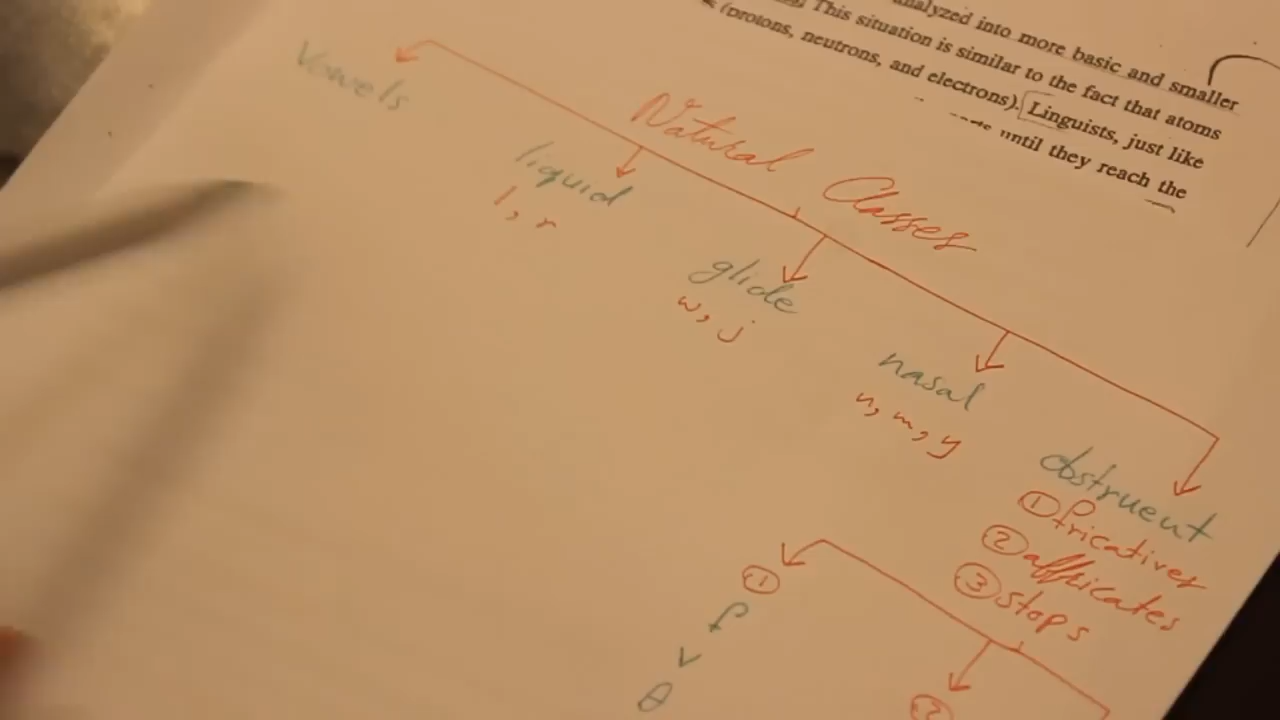 analyzed into more basic and smaller
This situation is similar to the fact that atoms
(protons, neutrons, and electrons). Linguists, just like
until they reach the
Natural Classes
Vowels
liquid
l, r
glide
w, j
nasal
n, m, y
obstruent
① fricatives
② affricates
③ stops
①
f
v
θ
②